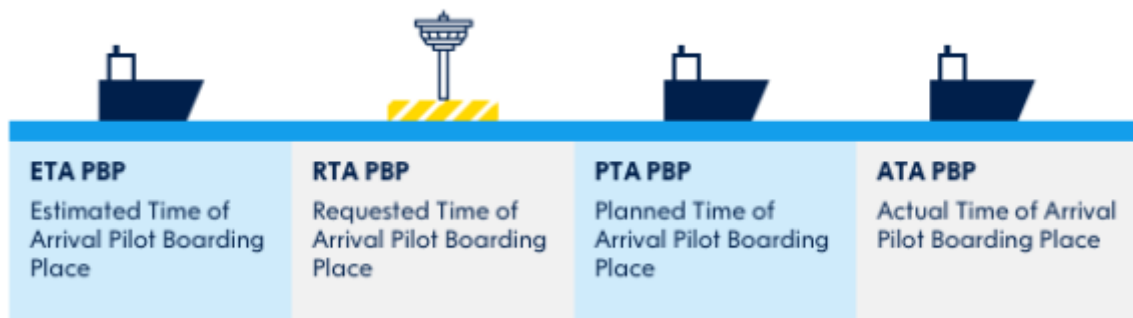 ETA PBP
Estimated Time of
Arrival Pilot Boarding
Place
RTA PBP
Requested Time of
Arrival Pilot Boarding
Place
PTA PBP
Planned Time of
Arrival Pilot Boarding
Place
ATA PBP
Actual Time of Arrival
Pilot Boarding Place